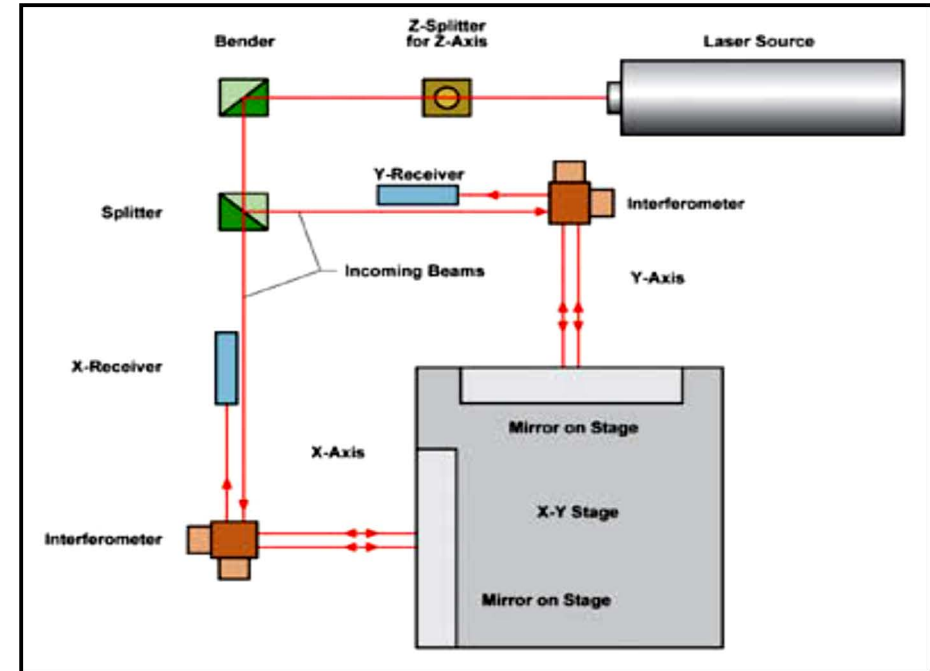 Z-Splitter
for Z-Axis
Bender
Laser Source
Y-Receiver
Splitter
Interferometer
Incoming Beams
Y-Axis
X-Receiver
Mirror on Stage
X-Axis
X-Y Stage
Interferometer
Mirror on Stage